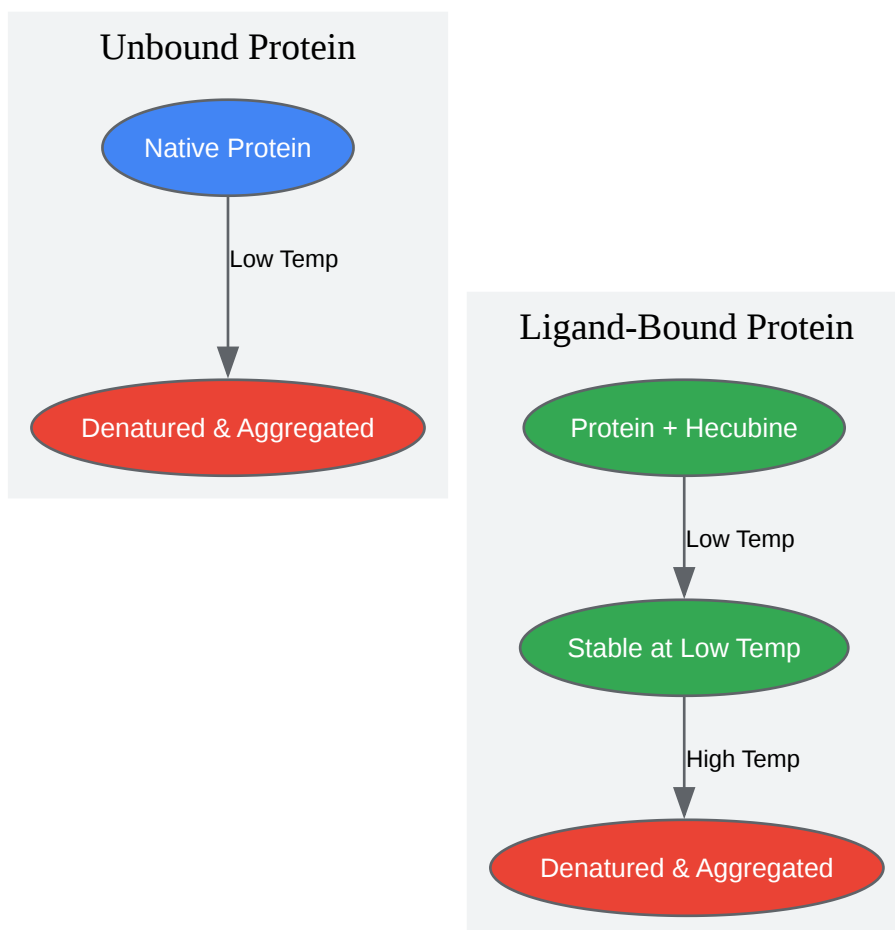 Unbound Protein
Native Protein
Low Temp
Denatured & Aggregated
Ligand-Bound Protein
Protein + Hecubine
Low Temp
Stable at Low Temp
High Temp
Denatured & Aggregated